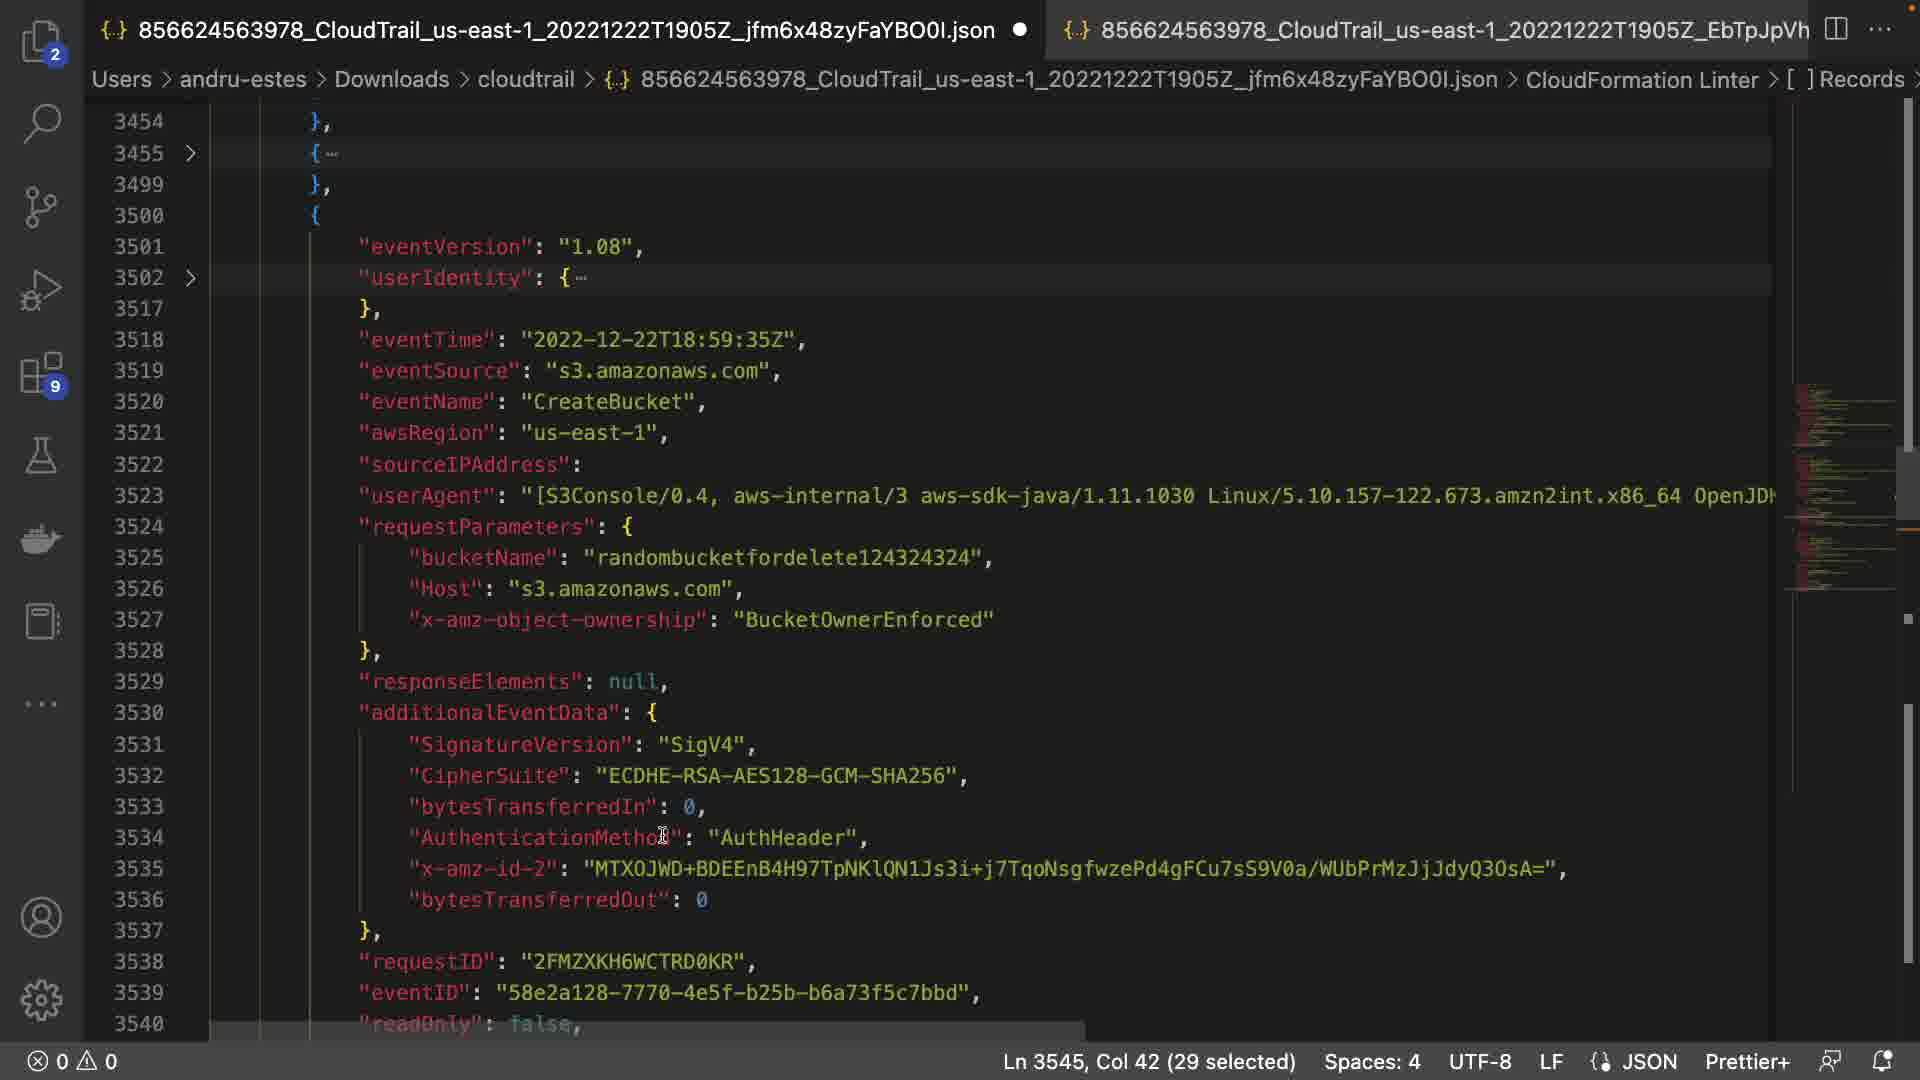 856624563978_CloudTrail_us-east-1_20221222T1905Z_jfm6x48zyFaYBO0I.json
856624563978_CloudTrail_us-east-1_20221222T1905Z_EbTpJpVh
Users > andru-estes > Downloads > cloudtrail > {..} 856624563978_CloudTrail_us-east-1_20221222T1905Z_jfm6x48zyFaYBO0I.json > CloudFormation Linter > [ ] Records >
3454 },
3455 { …
3499 },
3500 {
3501 "eventVersion": "1.08",
3502 "userIdentity": { …
3517 },
3518 "eventTime": "2022-12-22T18:59:35Z",
3519 "eventSource": "s3.amazonaws.com",
3520 "eventName": "CreateBucket",
3521 "awsRegion": "us-east-1",
3522 "sourceIPAddress":
3523 "userAgent": "[S3Console/0.4, aws-internal/3 aws-sdk-java/1.11.1030 Linux/5.10.157-122.673.amzn2int.x86_64 OpenJDK
3524 "requestParameters": {
3525 "bucketName": "randombucketfordelete124324324",
3526 "Host": "s3.amazonaws.com",
3527 "x-amz-object-ownership": "BucketOwnerEnforced"
3528 },
3529 "responseElements": null,
3530 "additionalEventData": {
3531 "SignatureVersion": "SigV4",
3532 "CipherSuite": "ECDHE-RSA-AES128-GCM-SHA256",
3533 "bytesTransferredIn": 0,
3534 "AuthenticationMethod": "AuthHeader",
3535 "x-amz-id-2": "MTXOJWD+BDEEnB4H97TpNKlQN1Js3i+j7TqoNsgfwzePd4gFCu7sS9V0a/WUbPrMzJjJdyQ3OsA=",
3536 "bytesTransferredOut": 0
3537 },
3538 "requestID": "2FMZXKH6WCTRD0KR",
3539 "eventID": "58e2a128-7770-4e5f-b25b-b6a73f5c7bbd",
3540 "readOnly": false,
2
9
0 0 Ln 3545, Col 42 (29 selected) Spaces: 4 UTF-8 LF {} JSON Prettier+